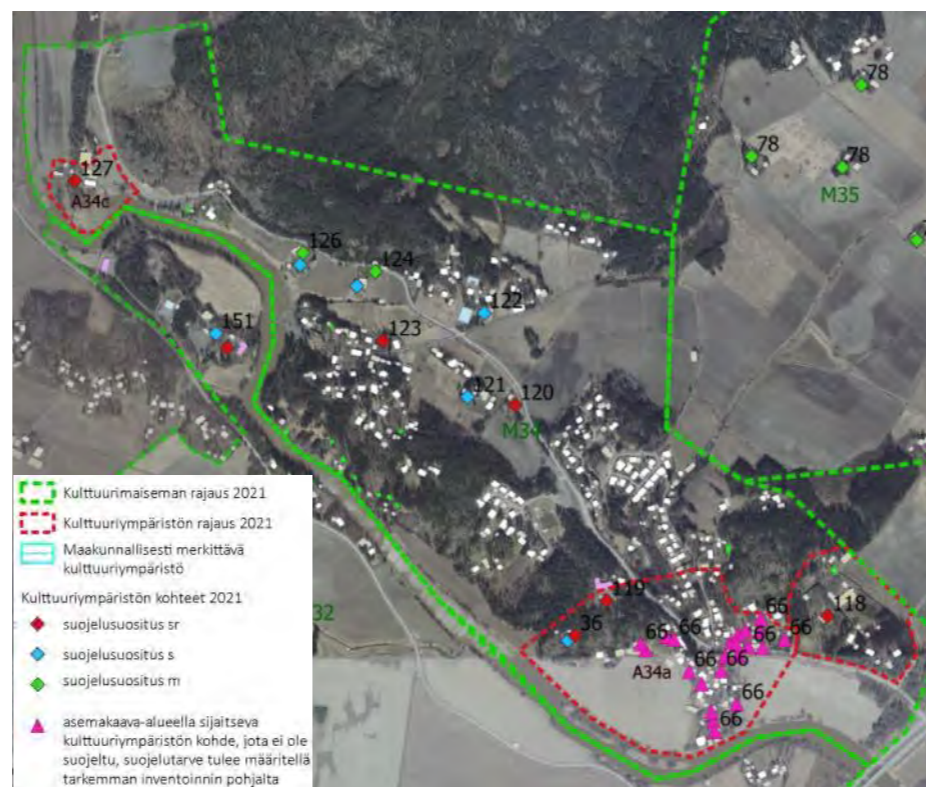 78
127
78
78
A34c
M35
126
124
122
151
123
121
120
M34
119
118
36
66
66
66
66
66
A34a
66
66
32
Kulttuurimaiseman rajaus 2021
Kulttuuriympäristön rajaus 2021
Maakunnallisesti merkittävä
kulttuuriympäristö
Kulttuuriympäristön kohteet 2021
suojelusuositus sr
suojelusuositus s
suojelusuositus m
asemakaava-alueella sijaitseva
kulttuuriympäristön kohde, jota ei ole
suojeltu, suojelutarve tulee määritellä
tarkemman inventoinnin pohjalta